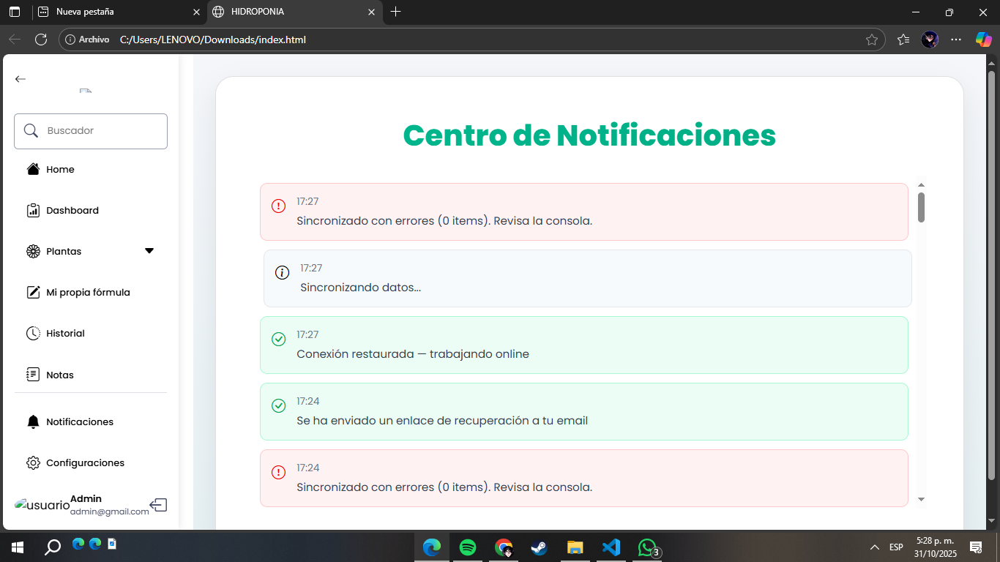 Nueva pestaña
HIDROPONIA
Archivo
C:/Users/LENOVO/Downloads/index.html
Buscador
Home
Dashboard
Plantas
Mi propia fórmula
Historial
Notas
Notificaciones
Configuraciones
usuario
Admin
admin@gmail.com
Centro de Notificaciones
17:27
Sincronizado con errores (0 items). Revisa la consola.
17:27
Sincronizando datos...
17:27
Conexión restaurada — trabajando online
17:24
Se ha enviado un enlace de recuperación a tu email
17:24
Sincronizado con errores (0 items). Revisa la consola.
3
ESP
5:28 p. m.
31/10/2025